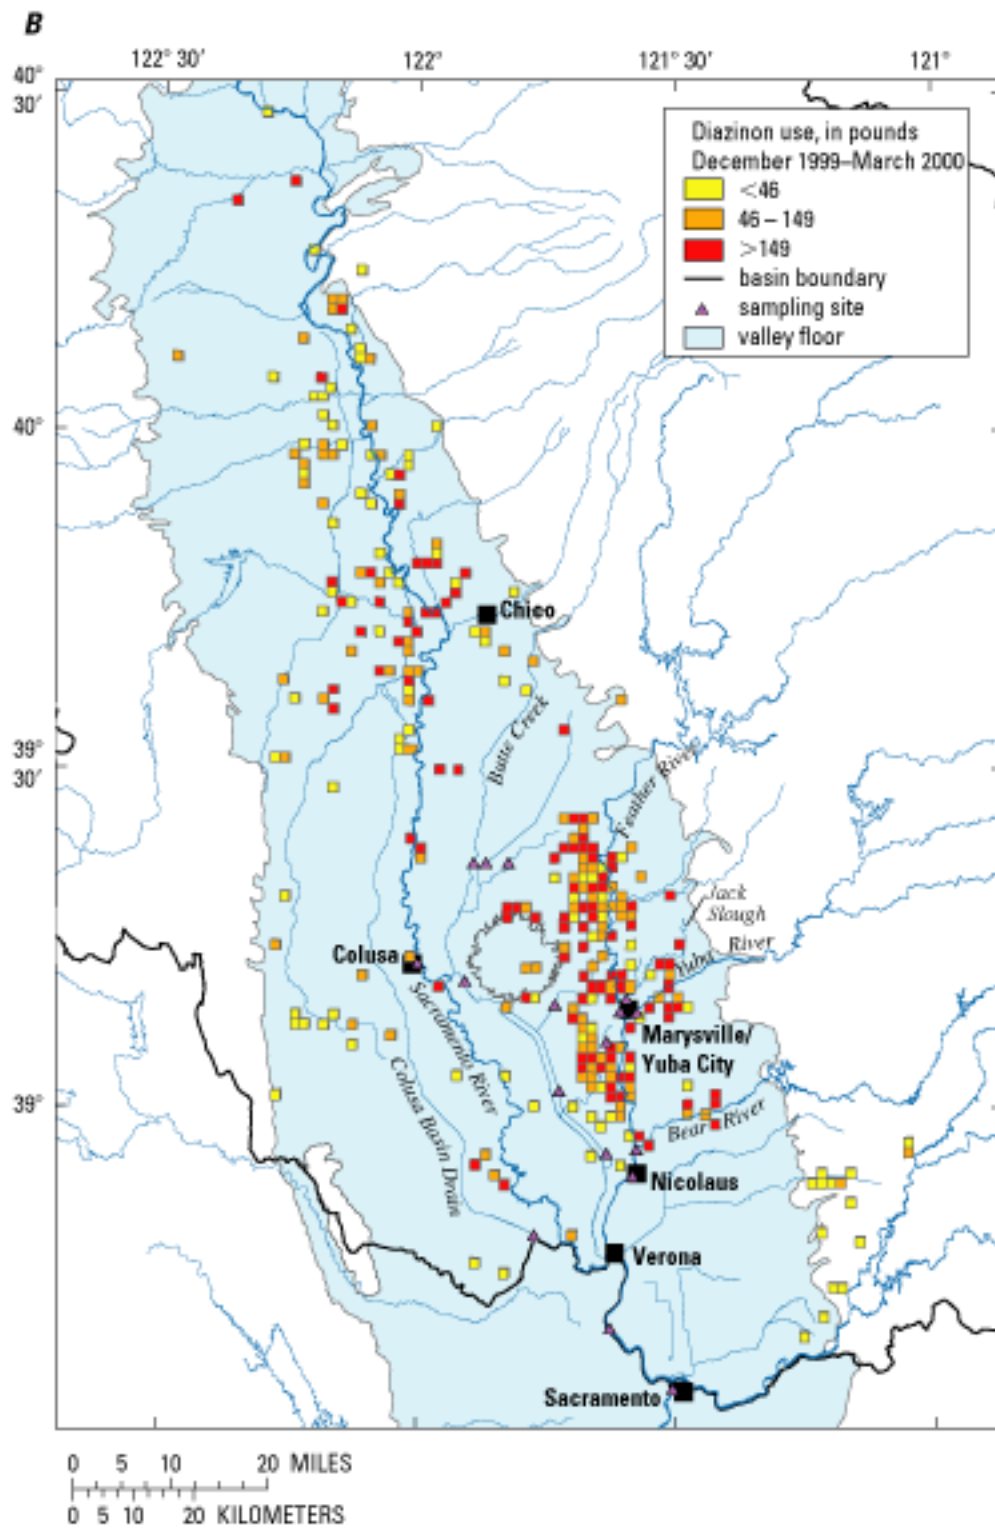 B
122° 30′
122°
121° 30′
121°
40°
30′
Diazinon use, in pounds
December 1999–March 2000
<46
46 – 149
>149
basin boundary
sampling site
valley floor
40°
Chico
39°
30′
Butte Creek
Feather River
Jack
Slough
Yuba River
Colusa
Sacramento River
Marysville/
Yuba City
Colusa Basin Drain
39°
Bear River
Nicolaus
Verona
Sacramento
0 5 10 20 MILES
0 5 10 20 KILOMETERS